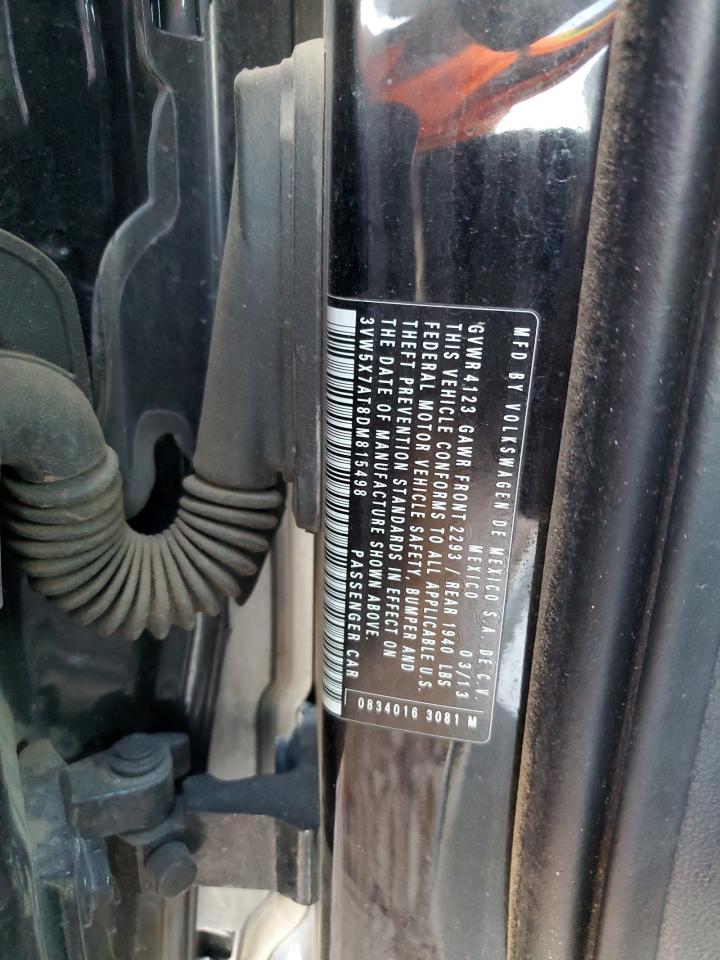 MFD BY VOLKSWAGEN DE MEXICO S.A. DE C.V.
MEXICO 03/13
GVWR 4123 GAWR FRONT 2293 // REAR 1940 LBS
THIS VEHICLE CONFORMS TO ALL APPLICABLE U.S.
FEDERAL MOTOR VEHICLE SAFETY, BUMPER AND
THEFT PREVENTION STANDARDS IN EFFECT ON
THE DATE OF MANUFACTURE SHOWN ABOVE.
3VW5X7AT8DM815498 PASSENGER CAR
0834016 3081 M